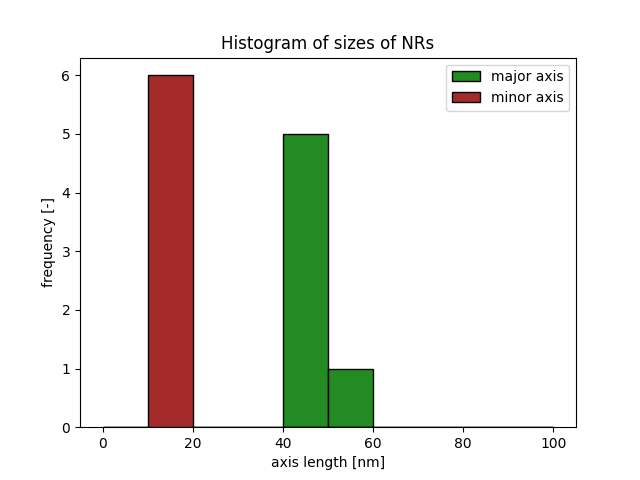 Histogram of sizes of NRs
major axis
minor axis
frequency [-]
6
5
4
3
2
1
0
0 20 40 60 80 100
axis length [nm]